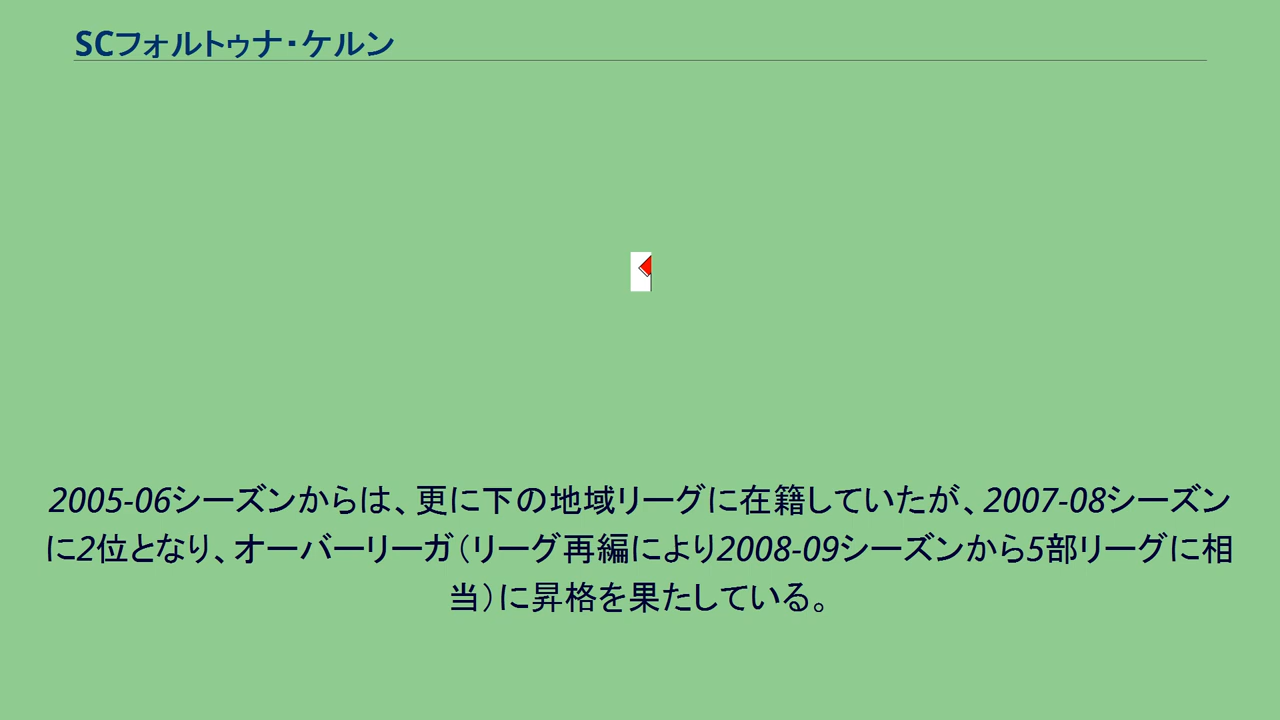 SCフォルトゥナ・ケルン
2005-06シーズンからは、更に下の地域リーグに在籍していたが、2007-08シーズン
に2位となり、オーバーリーガ（リーグ再編により2008-09シーズンから5部リーグに相
当）に昇格を果たしている。